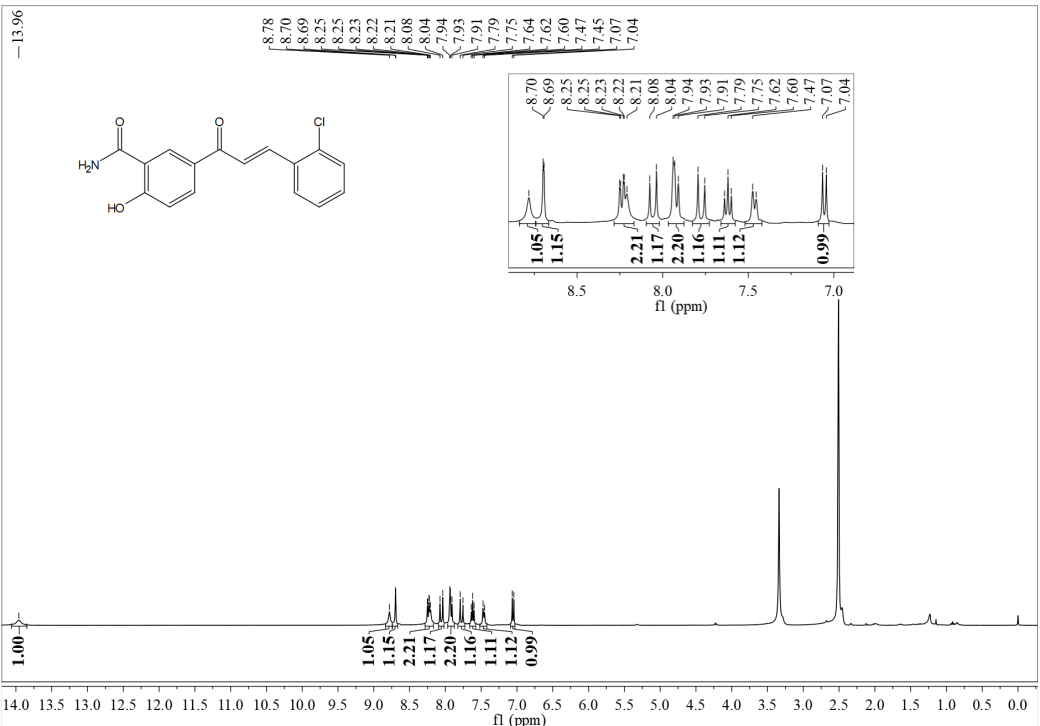 —13.96
8.78 8.70 8.69 8.25 8.25 8.23 8.22 8.21 8.08 8.04 7.94 7.93 7.91 7.79 7.75 7.64 7.62 7.60 7.47 7.45 7.07 7.04
8.70 8.69 8.25 8.25 8.23 8.22 8.21 8.08 8.04 7.94 7.93 7.91 7.79 7.75 7.62 7.60 7.47 7.07 7.04
O
O
Cl
H2N
HO
1.05 1.15 2.21 1.17 2.20 1.16 1.11 1.12 0.99
8.5 8.0 7.5 7.0
f1 (ppm)
1.00 1.05 1.15 2.21 1.17 2.20 1.16 1.11 1.12 0.99
14.0 13.5 13.0 12.5 12.0 11.5 11.0 10.5 10.0 9.5 9.0 8.5 8.0 7.5 7.0 6.5 6.0 5.5 5.0 4.5 4.0 3.5 3.0 2.5 2.0 1.5 1.0 0.5 0.0
f1 (ppm)